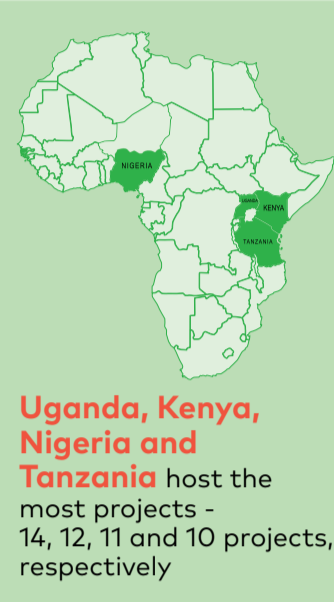 NIGERIA
UGANDA
KENYA
TANZANIA
Uganda, Kenya,
Nigeria and
Tanzania host the
most projects -
14, 12, 11 and 10 projects,
respectively